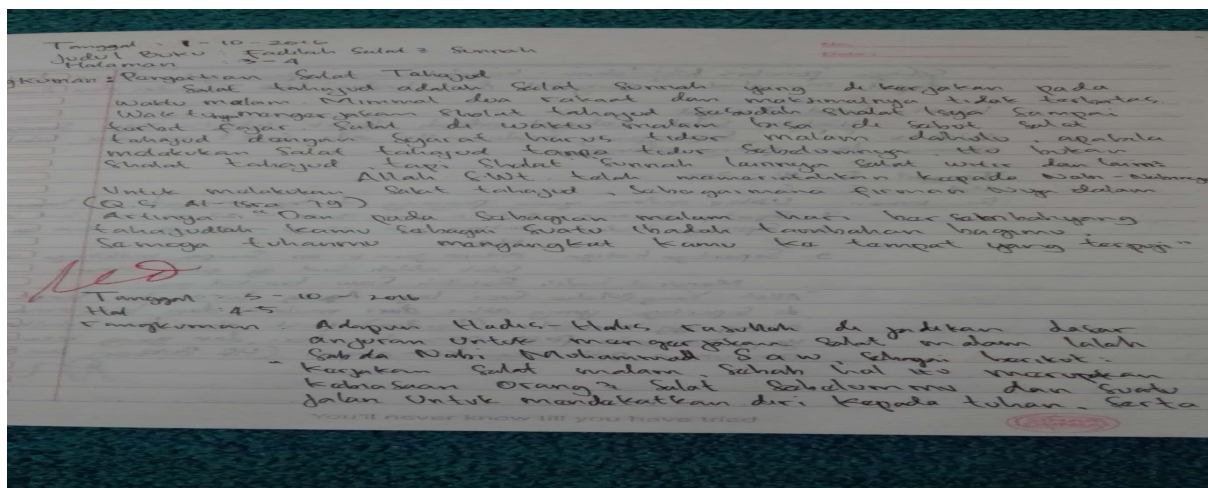 Tanggal : 1 - 10 - 2016
Judul Buku : Fadilah Salat2 Sunnah
Halaman : 3 - 4
gkuman : Pengertian Salat Tahajud
Salat tahajud adalah Salat Sunnah yang di kerjakan pada
waktu malam Minimal dua rakaat dan maksimalnya tidak terbatas
Waktunya mengerjakan Sholat tahajud Sesudah Shalat Isya Sampai
terbit fajar. Salat di waktu malam bisa di sebut Salat
tahajud dengan Syarat harus tidur malam dahulu, apabila
melakukan Salat tahajud tanpa tidur Sebelumnya itu bukan
Shalat tahajud tapi Shalat Sunnah lainnya Salat witir dan lain2
Allah SWT telah memerintahkan kepada Nabi-Nabinya
Untuk melakukan Salat tahajud, Sebagaimana firman Nya dalam
(Q S Al-Isra 79)
Artinya : "Dan pada Sebagian malam hari bersembahyang
tahajudlah kamu Sebagai Suatu ibadah tambahan bagimu.
Semoga tuhanmu mengangkat kamu ke tempat yang terpuji"
Tanggal : 5 - 10 - 2016
Hal : 4-5
rangkuman : Adapun Hadis-Hadis rasullah di jadikan dasar
anjuran Untuk mengerjakan Salat malam Ialah
Sabda Nabi Muhammad Saw, Sebagai berikut :
- Kerjakan Salat malam, Sebab hal itu merupakan
kebiasaan Orang2 Salat Sebelummu dan Suatu
jalan Untuk mendekatkan diri kepada tuhan, Serta
You'll never know till you have tried